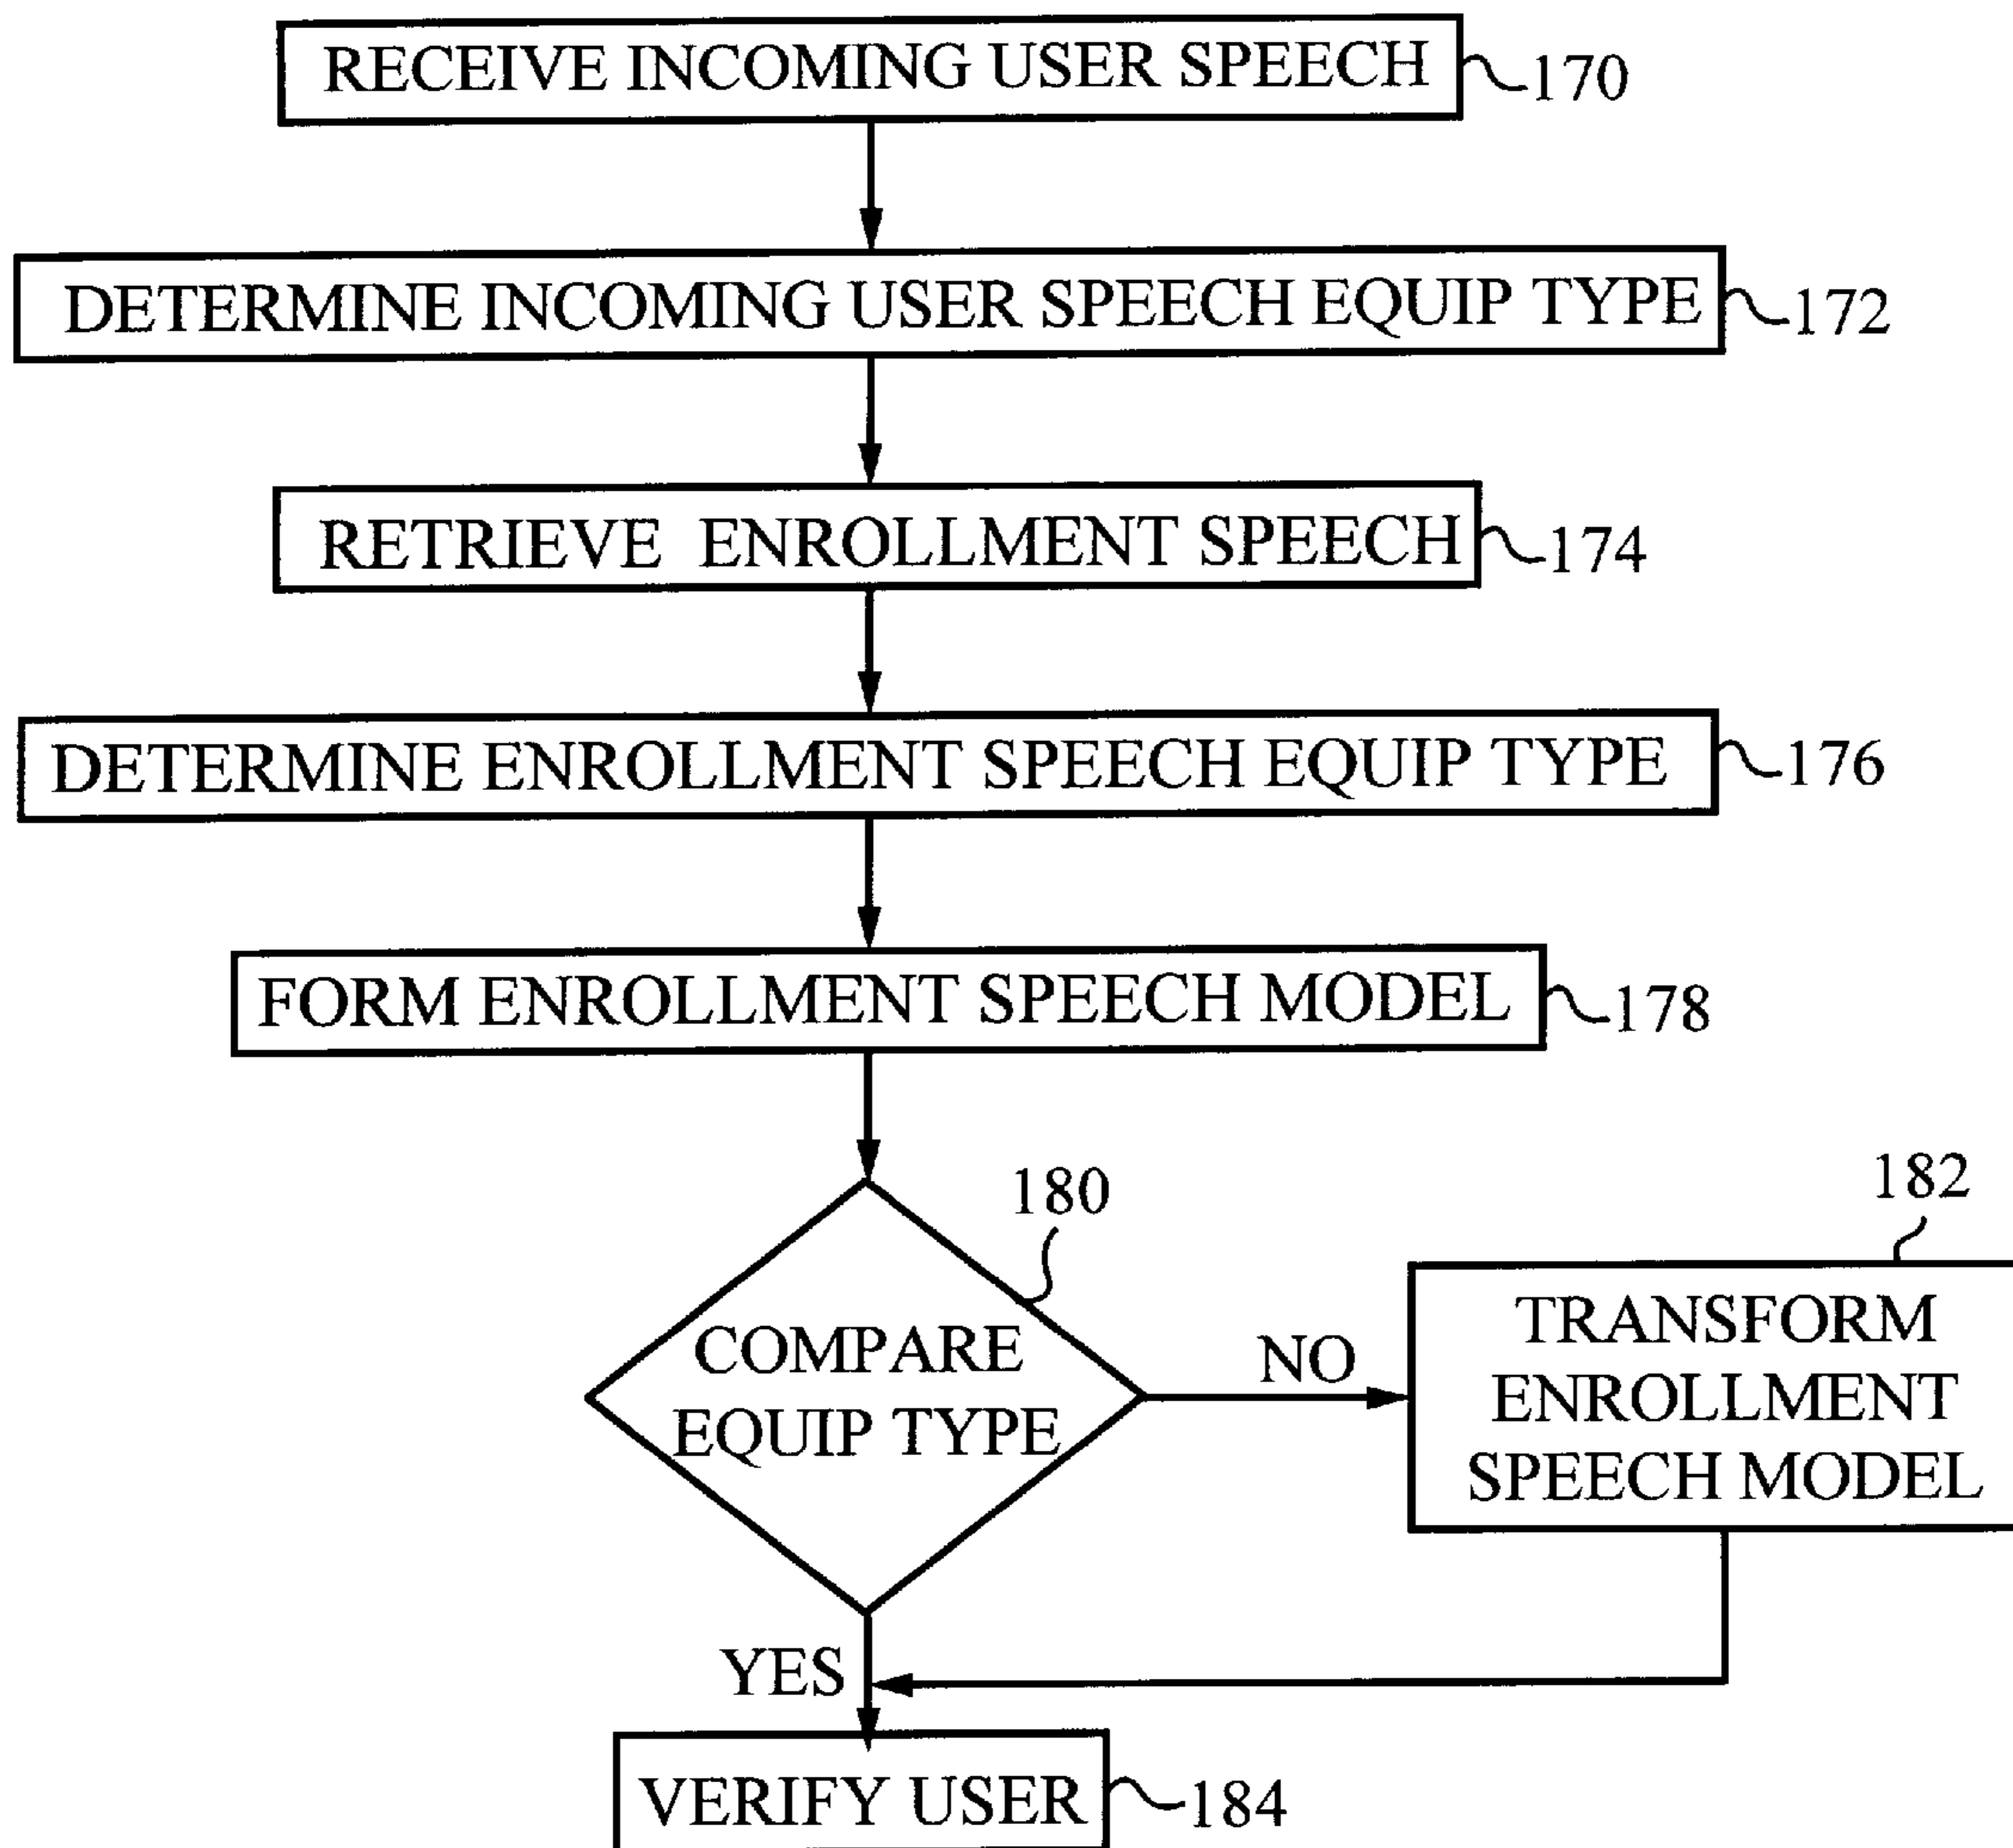 RECEIVE INCOMING USER SPEECH 170
DETERMINE INCOMING USER SPEECH EQUIP TYPE 172
RETRIEVE ENROLLMENT SPEECH 174
DETERMINE ENROLLMENT SPEECH EQUIP TYPE 176
FORM ENROLLMENT SPEECH MODEL 178
180
COMPARE
EQUIP TYPE
NO
182
TRANSFORM
ENROLLMENT
SPEECH MODEL
YES
VERIFY USER 184